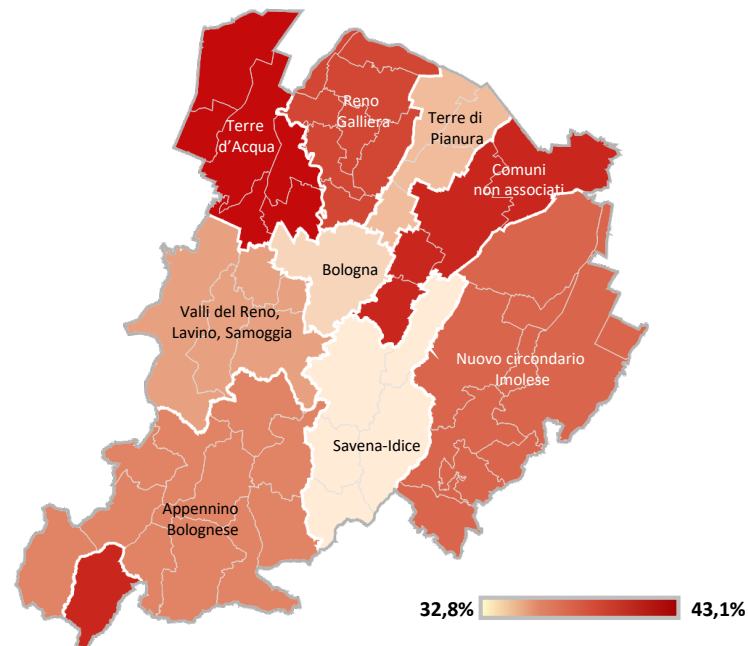 Reno
Galliera
Terre di
Pianura
Terre
d'Acqua
Comuni
non associati
Bologna
Valli del Reno,
Lavino, Samoggia
Nuovo circondario
Imolese
Savena-Idice
Appennino
Bolognese
32,8%
43,1%